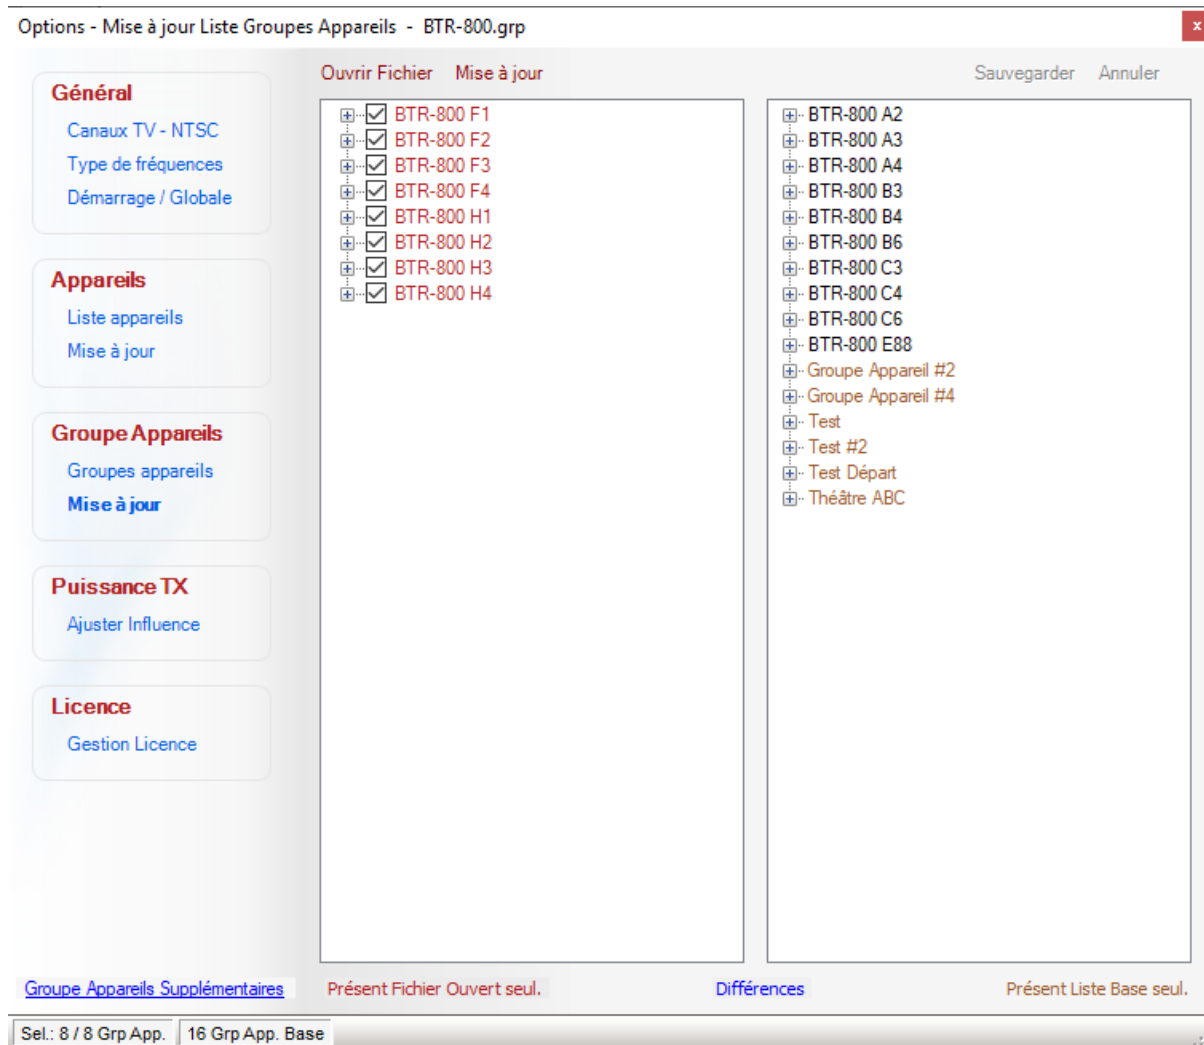 Options - Mise à jour Liste Groupes Appareils - BTR-800.grp
x
Général
Canaux TV - NTSC
Type de fréquences
Démarrage / Globale
Appareils
Liste appareils
Mise à jour
Groupe Appareils
Groupes appareils
Mise à jour
Puissance TX
Ajuster Influence
Licence
Gestion Licence
Groupe Appareils Supplémentaires
Ouvrir Fichier Mise à jour
BTR-800 F1
BTR-800 F2
BTR-800 F3
BTR-800 F4
BTR-800 H1
BTR-800 H2
BTR-800 H3
BTR-800 H4
Sauvegarder Annuler
BTR-800 A2
BTR-800 A3
BTR-800 A4
BTR-800 B3
BTR-800 B4
BTR-800 B6
BTR-800 C3
BTR-800 C4
BTR-800 C6
BTR-800 E88
Groupe Appareil #2
Groupe Appareil #4
Test
Test #2
Test Départ
Théâtre ABC
Présent Fichier Ouvert seul. Différences Présent Liste Base seul.
Sel.: 8 / 8 Grp App. 16 Grp App. Base